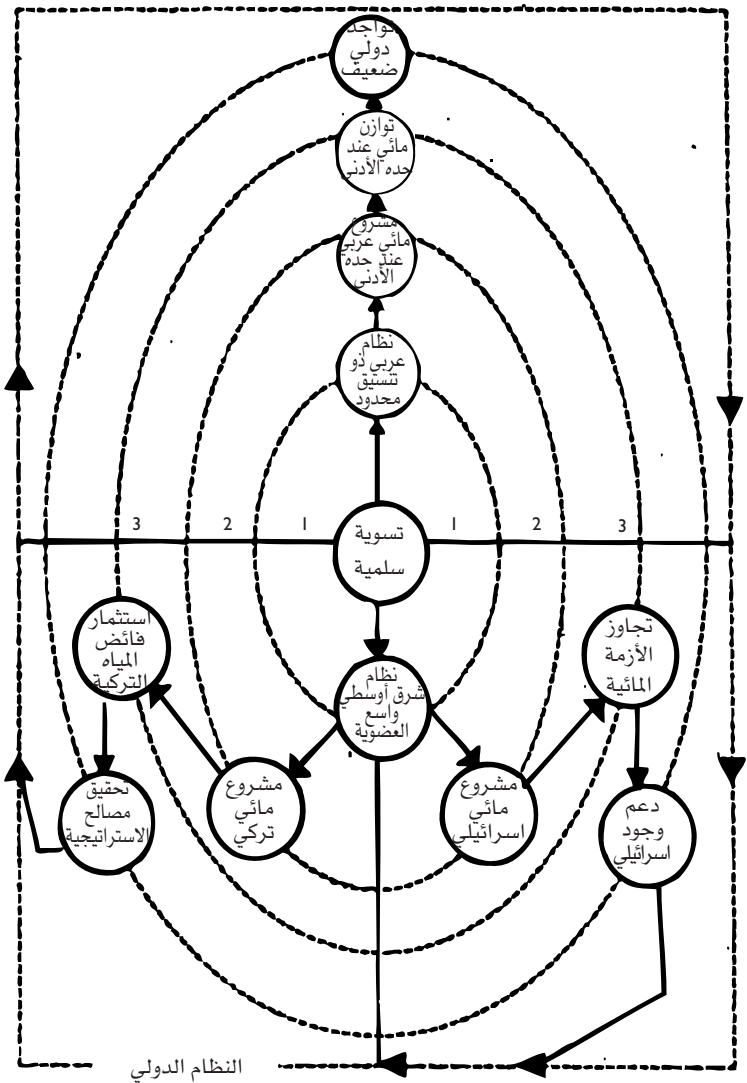 تواجد
دولي
ضعيف
توازن
مائي عند
حده الأدنى
مشروع
مائي عربي
عند حده
الأدنى
نظام
عربي ذو
تنسيق
محدود
3 2 1 1 2 3
تسوية
سلمية
استثمار
فائض
المياه
التركية
تجاوز
الأزمة
المائية
نظام
شرق أوسطي
واسع
العضوية
تحقيق
مصالح
الاستراتيجية
مشروع
مائي
تركي
مشروع
مائي
اسرائيلي
دعم
وجود
اسرائيلي
النظام الدولي